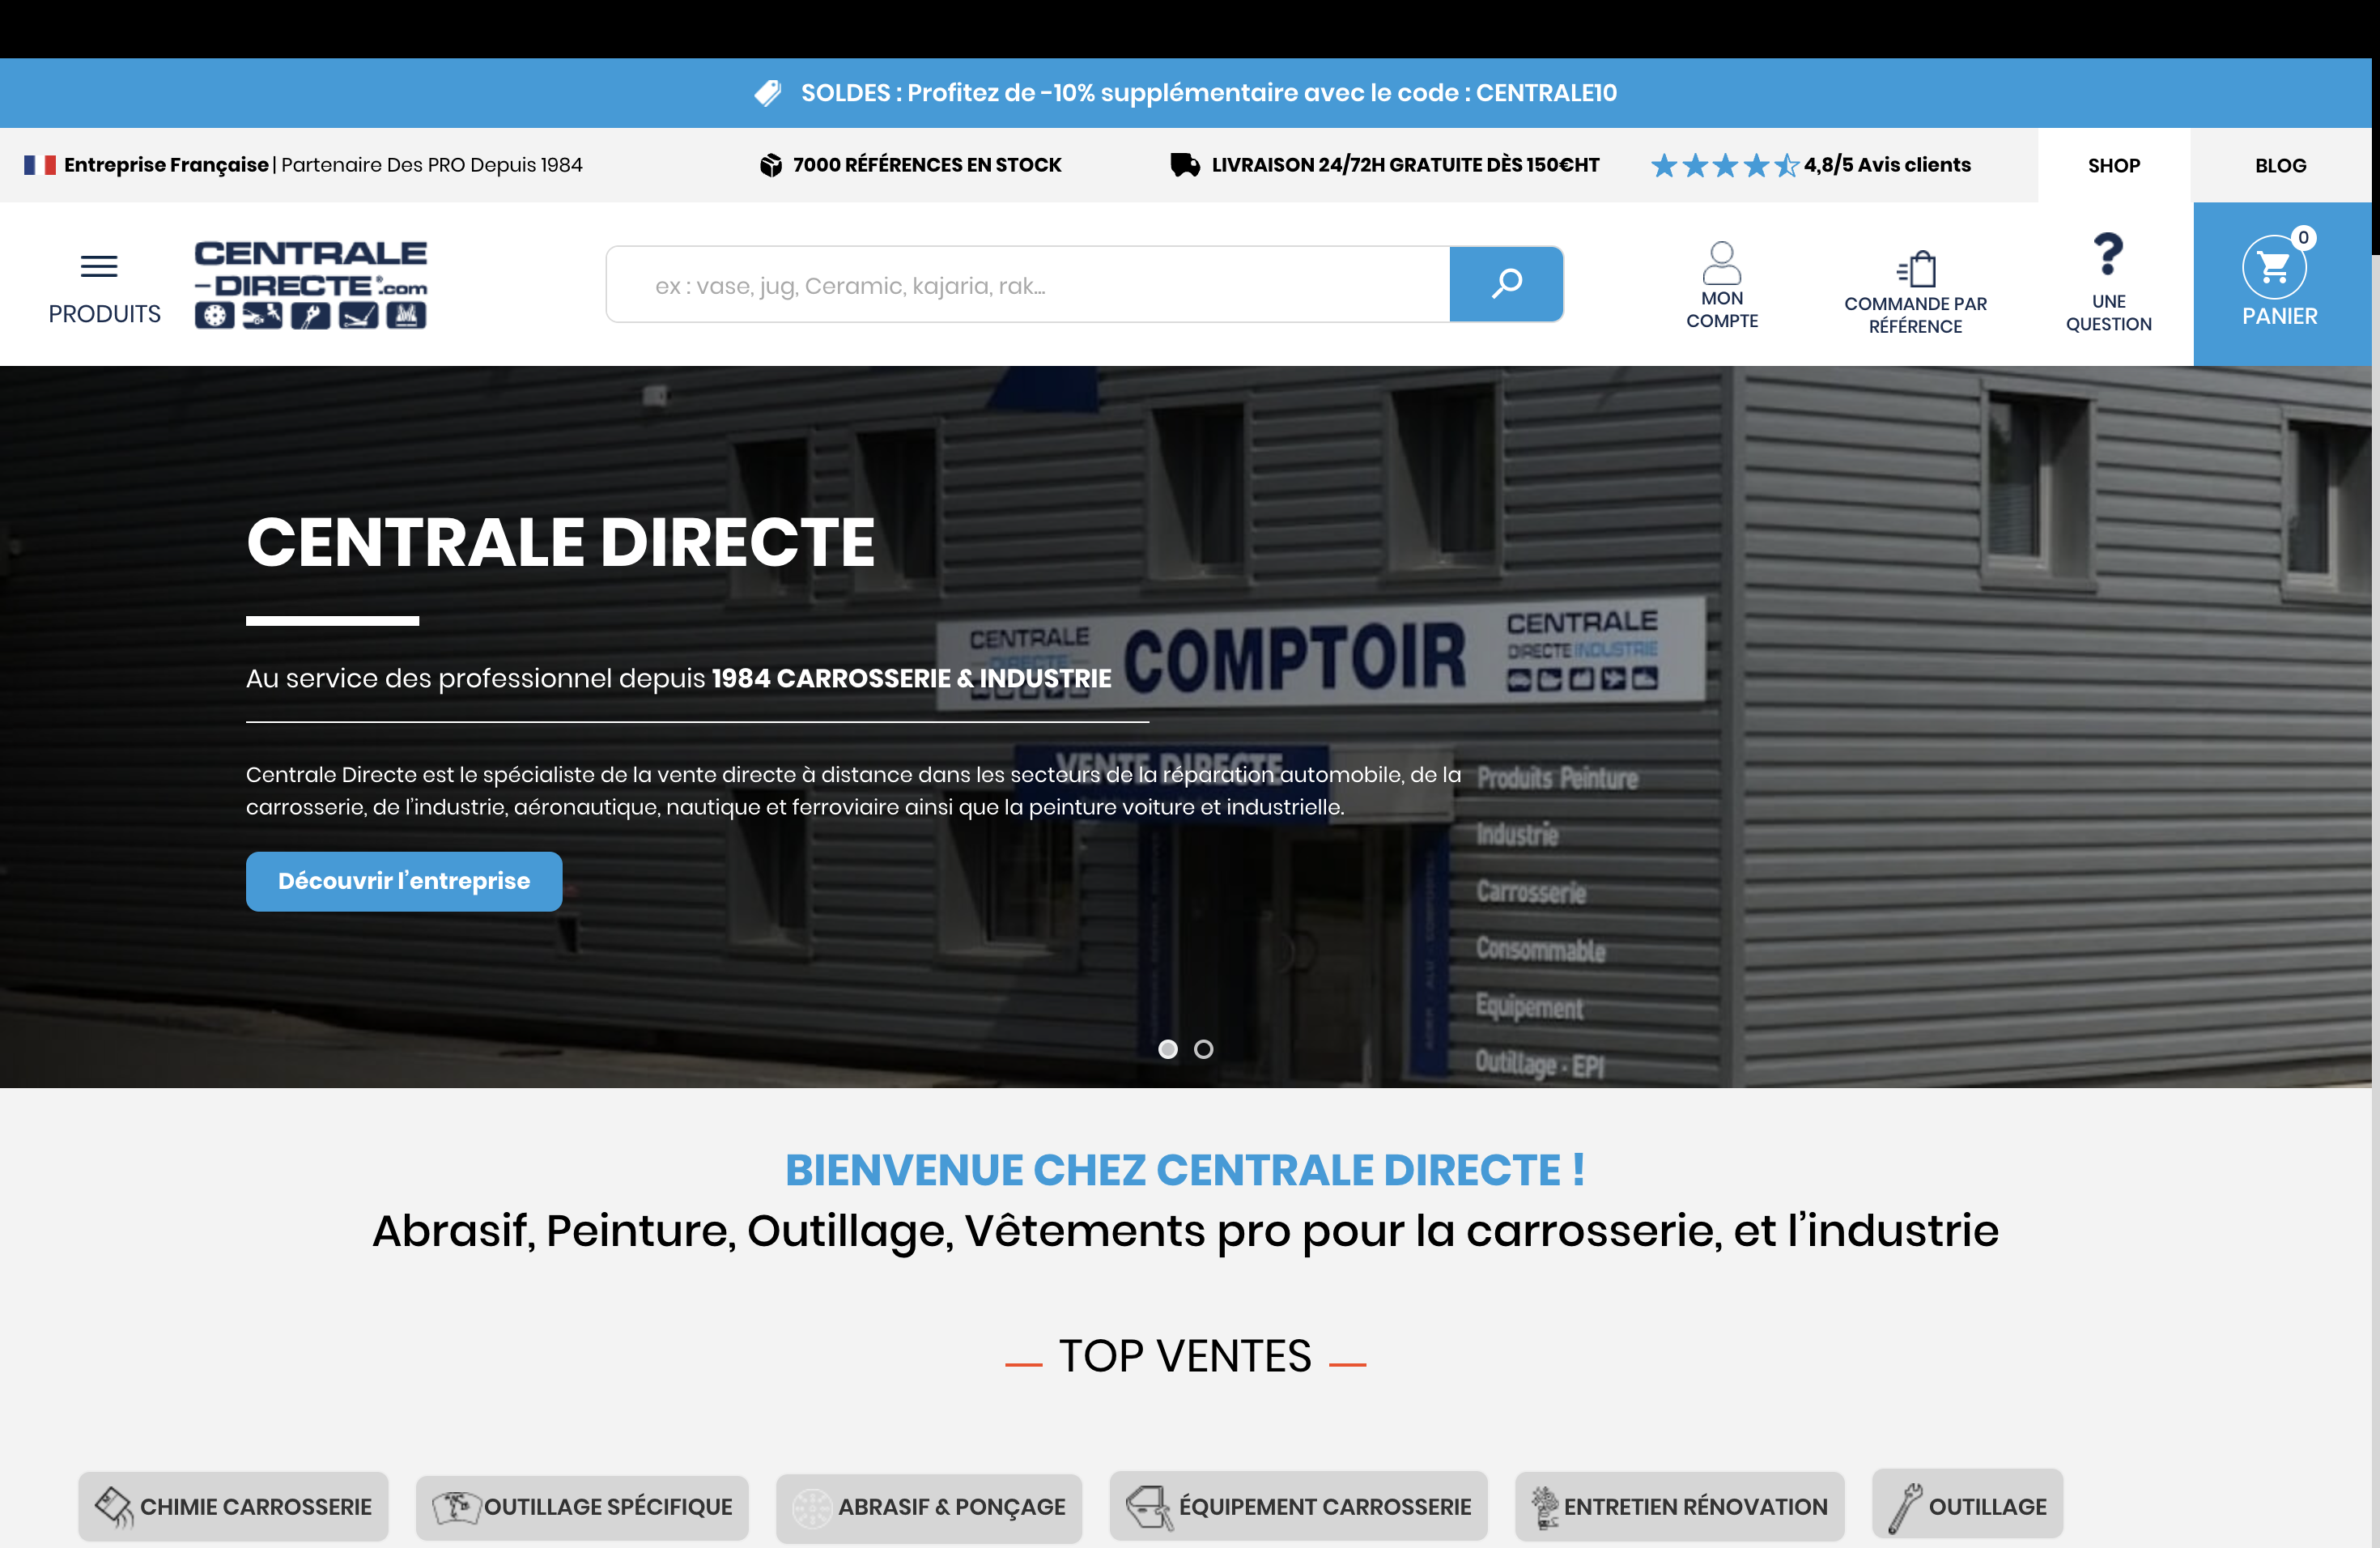 SOLDES : Profitez de -10% supplémentaire avec le code : CENTRALE10
Entreprise Française | Partenaire Des PRO Depuis 1984
7000 RÉFÉRENCES EN STOCK
LIVRAISON 24/72H GRATUITE DÈS 150€HT
4,8/5 Avis clients
SHOP
BLOG
PRODUITS
CENTRALE
-DIRECTE®.com
ex : vase, jug, Ceramic, kajaria, rak...
MON
COMPTE
COMMANDE PAR
RÉFÉRENCE
UNE
QUESTION
0
PANIER
CENTRALE DIRECTE
Au service des professionnel depuis 1984 CARROSSERIE & INDUSTRIE
Centrale Directe est le spécialiste de la vente directe à distance dans les secteurs de la réparation automobile, de la
carrosserie, de l’industrie, aéronautique, nautique et ferroviaire ainsi que la peinture voiture et industrielle.
Découvrir l’entreprise
CENTRALE
DIRECTE
COMPTOIR
CENTRALE
DIRECTE INDUSTRIE
VENTE DIRECTE
Produits Peinture
Industrie
Carrosserie
Consommable
Equipement
Outillage - EPI
BIENVENUE CHEZ CENTRALE DIRECTE !
Abrasif, Peinture, Outillage, Vêtements pro pour la carrosserie, et l’industrie
TOP VENTES
CHIMIE CARROSSERIE
OUTILLAGE SPÉCIFIQUE
ABRASIF & PONÇAGE
ÉQUIPEMENT CARROSSERIE
ENTRETIEN RÉNOVATION
OUTILLAGE